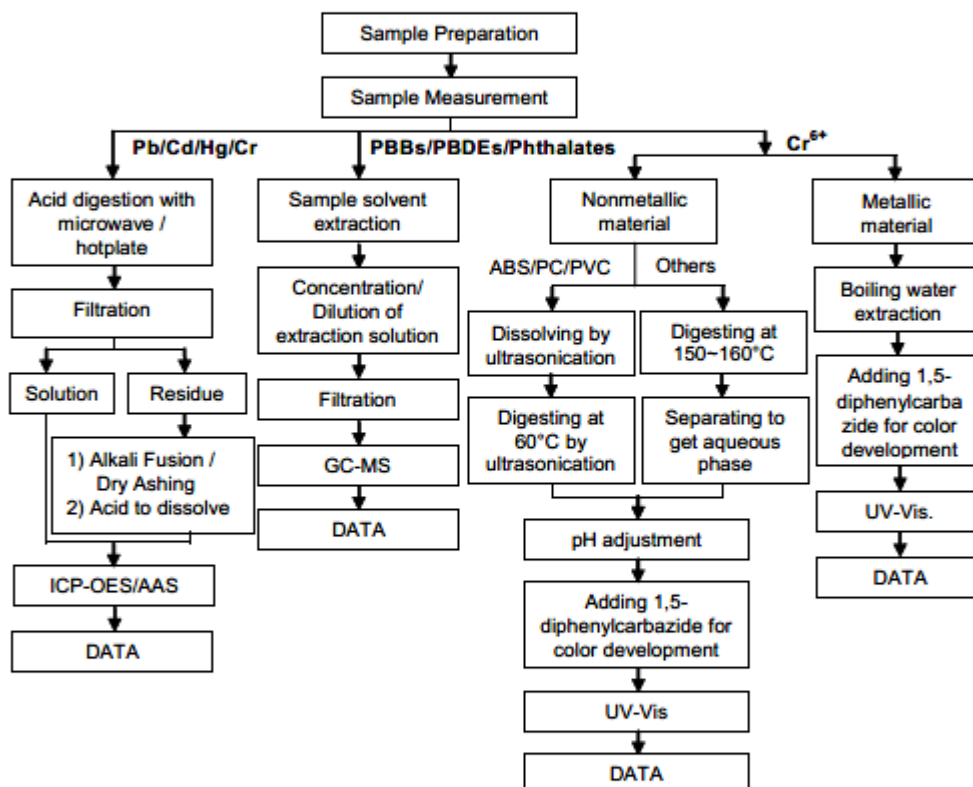 Sample Preparation
Sample Measurement
Pb/Cd/Hg/Cr
PBBs/PBDEs/Phthalates
Cr⁶⁺
Acid digestion with
microwave /
hotplate
Filtration
Solution
Residue
1) Alkali Fusion /
Dry Ashing
2) Acid to dissolve
ICP-OES/AAS
DATA
Sample solvent
extraction
Concentration/
Dilution of
extraction solution
Filtration
GC-MS
DATA
Nonmetallic
material
ABS/PC/PVC
Others
Dissolving by
ultrasonication
Digesting at
60°C by
ultrasonication
Digesting at
150~160°C
Separating to
get aqueous
phase
pH adjustment
Adding 1,5-
diphenylcarbazide for
color development
UV-Vis
DATA
Metallic
material
Boiling water
extraction
Adding 1,5-
diphenylcarba
zide for color
development
UV-Vis.
DATA